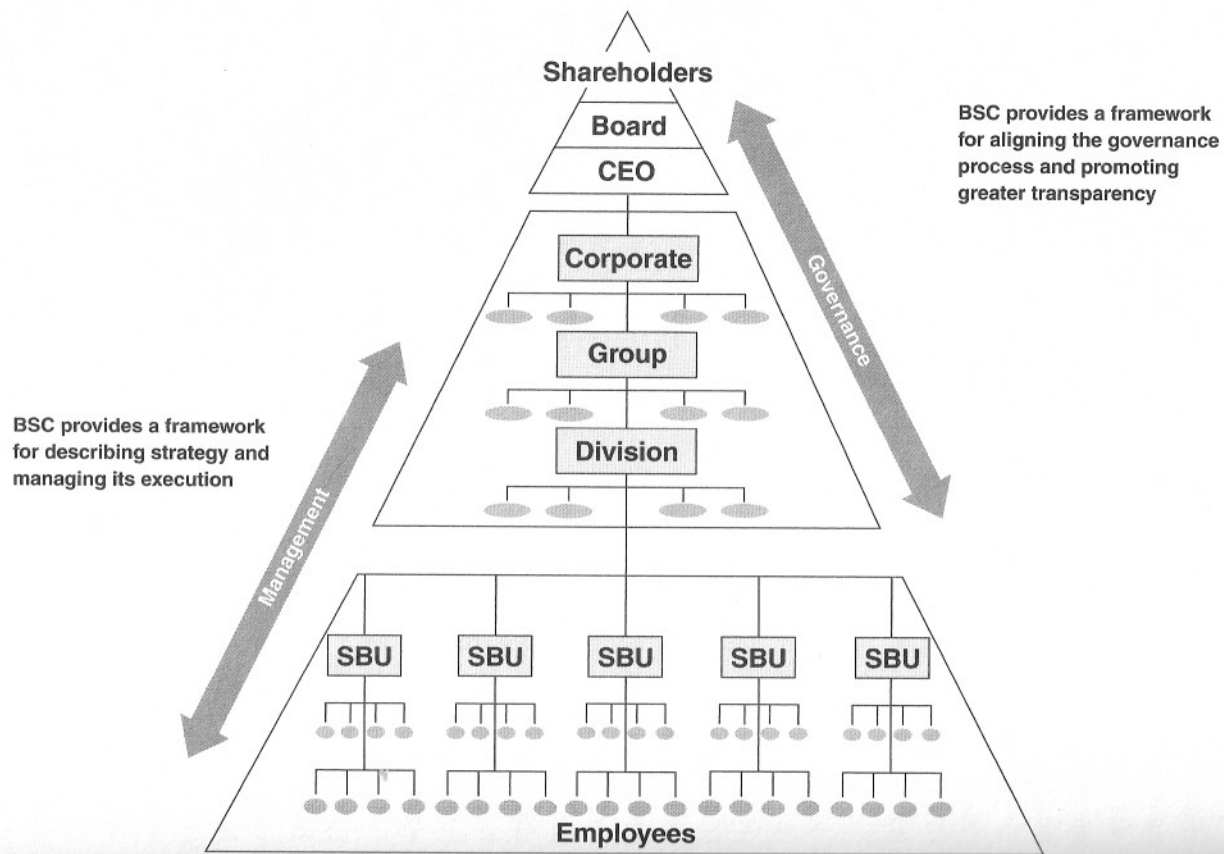 Shareholders
Board
CEO
BSC provides a framework
for aligning the governance
process and promoting
greater transparency
Governance
Corporate
Group
Division
BSC provides a framework
for describing strategy and
managing its execution
Management
SBU
SBU
SBU
SBU
SBU
Employees